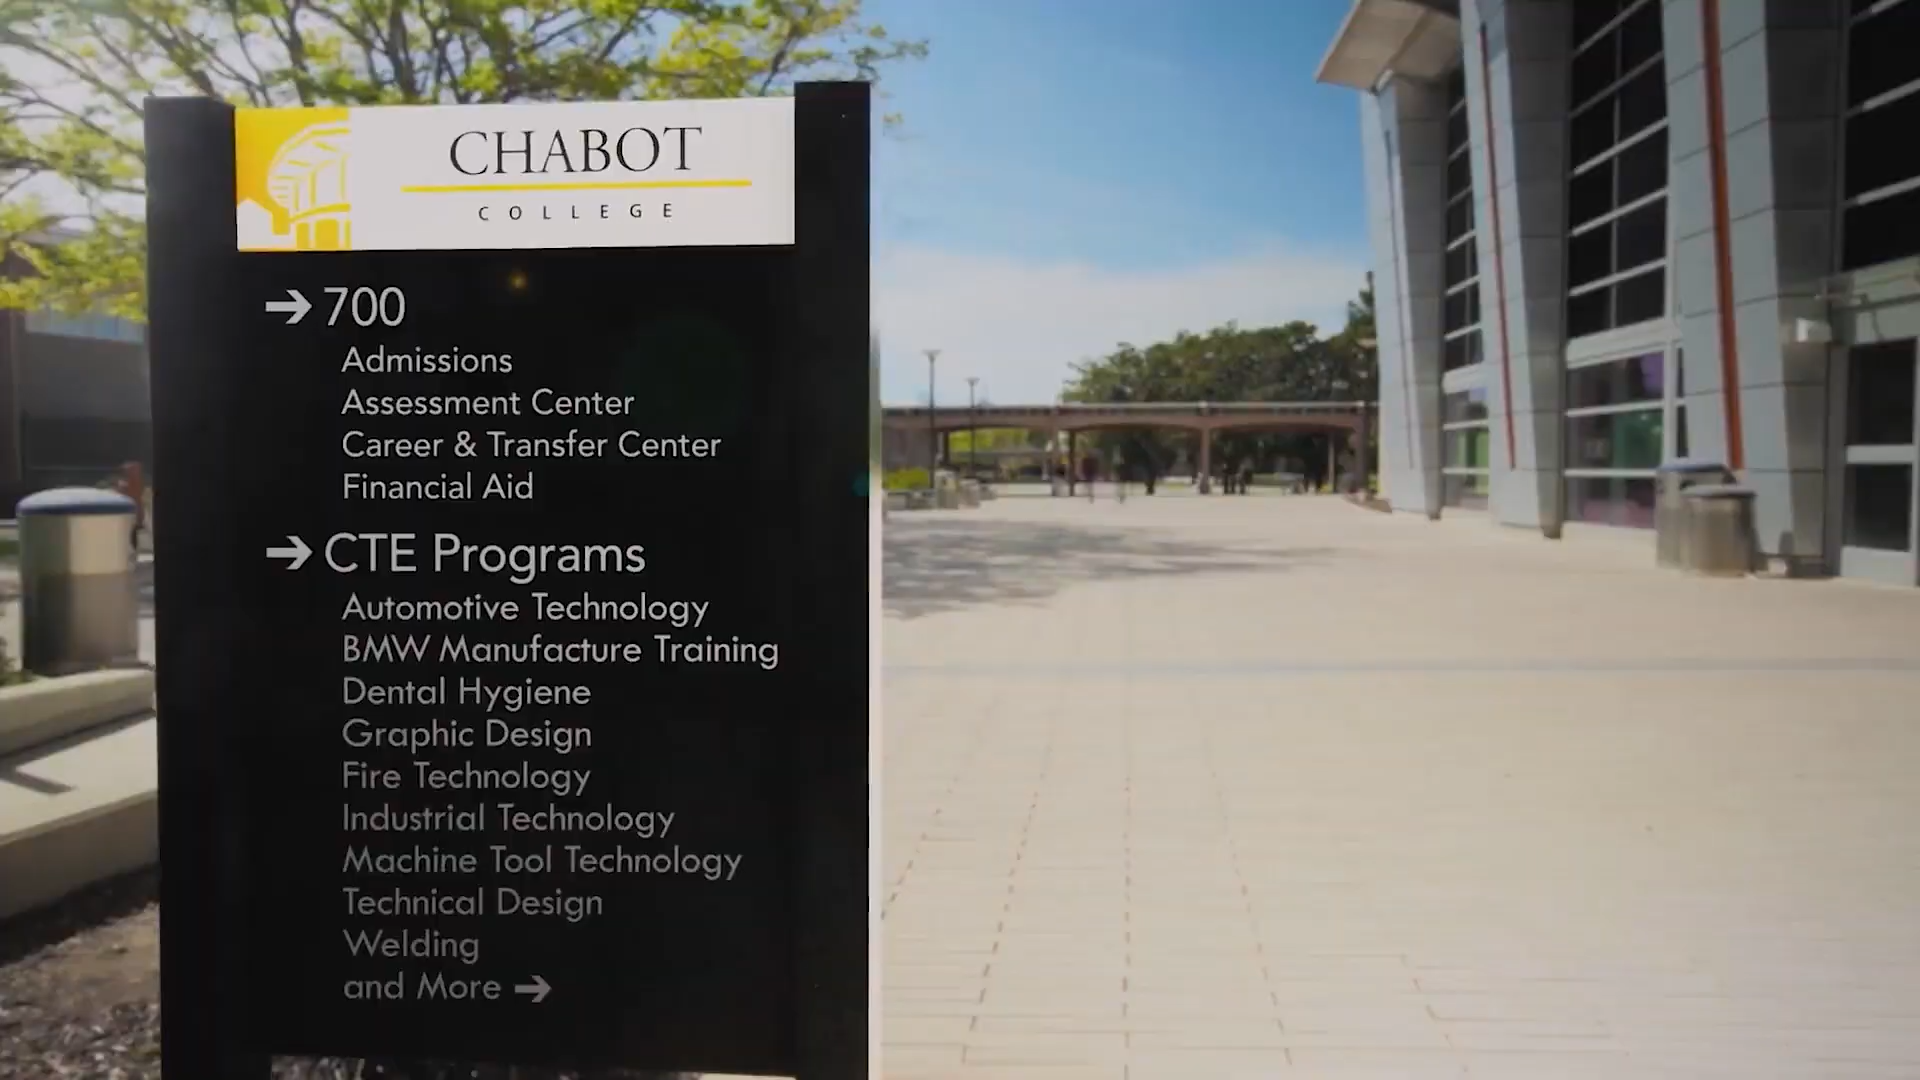 CHABOT
COLLEGE
→ 700
Admissions
Assessment Center
Career & Transfer Center
Financial Aid
→ CTE Programs
Automotive Technology
BMW Manufacture Training
Dental Hygiene
Graphic Design
Fire Technology
Industrial Technology
Machine Tool Technology
Technical Design
Welding
and More →